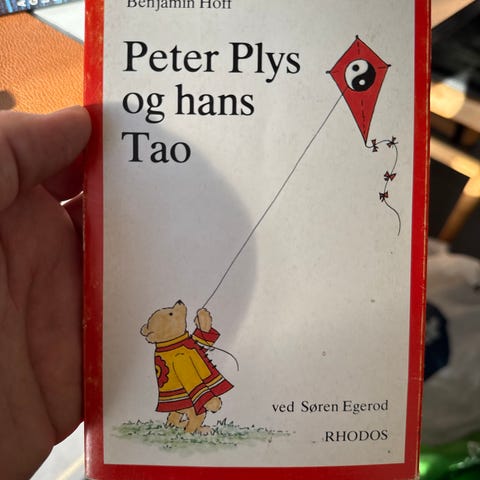 Benjamin Hoff
Peter Plys
og hans
Tao
ved Søren Egerod
RHODOS